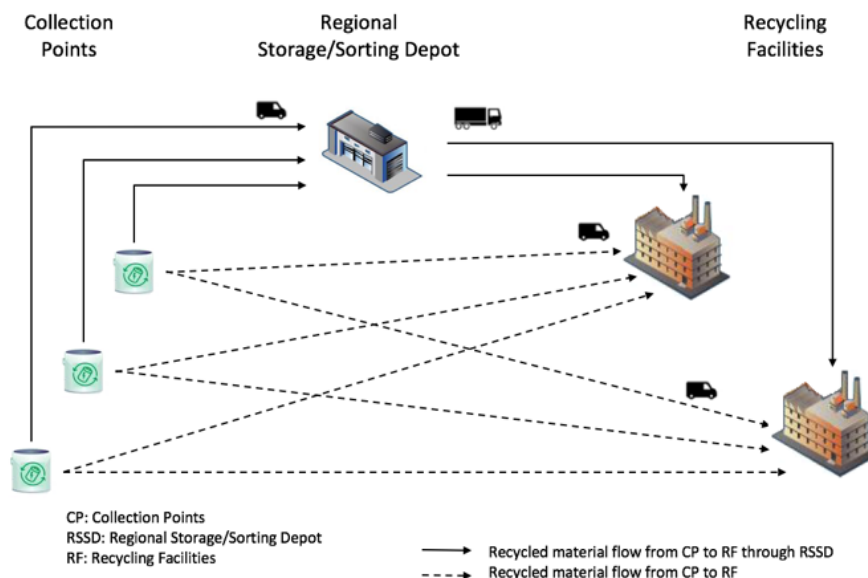 Collection
Points
Regional
Storage/Sorting Depot
Recycling
Facilities
CP: Collection Points
RSSD: Regional Storage/Sorting Depot
RF: Recycling Facilities
Recycled material flow from CP to RF through RSSD
Recycled material flow from CP to RF